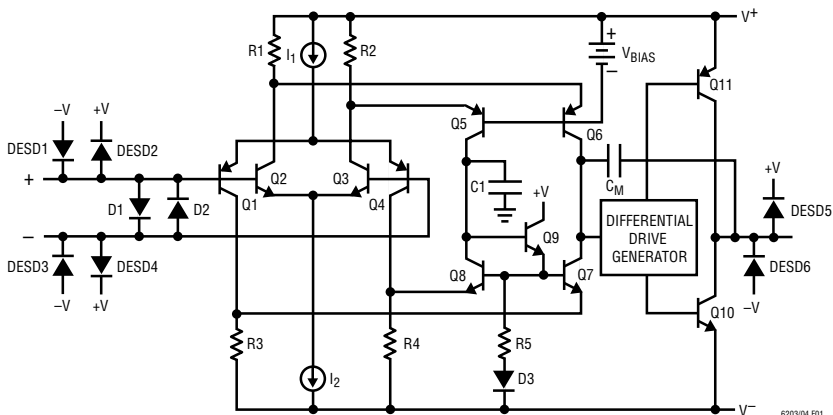 V+
R1
I1
R2
+
VBIAS
–
Q11
–V
+V
Q5
Q6
DESD1
DESD2
+
Q2
Q3
C1
CM
+V
DESD5
D1
D2
Q1
Q4
+V
Q9
DIFFERENTIAL
DRIVE
GENERATOR
–
DESD3
DESD4
Q8
Q7
DESD6
–V
+V
–V
Q10
R3
R4
R5
I2
D3
V–
6203/04 F01